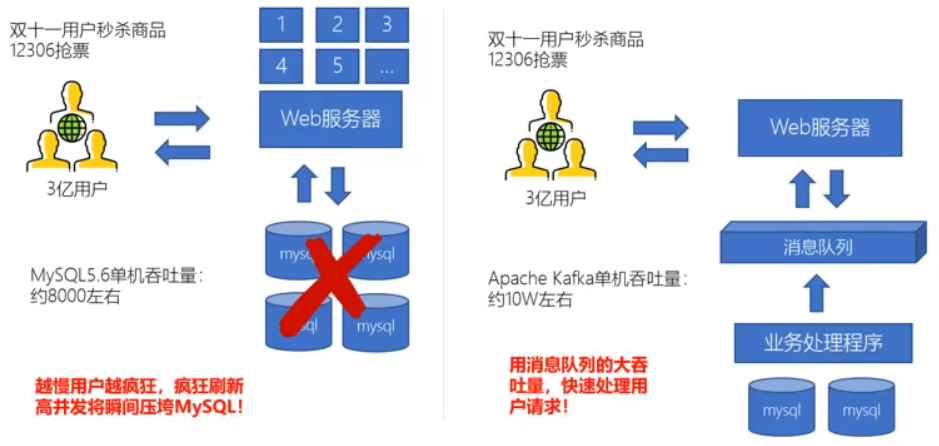 双十一用户秒杀商品
12306抢票
1
2
3
4
5
...
Web服务器
3亿用户
mysql
mysql
mysql
mysql
MySQL5.6单机吞吐量：
约8000左右
越慢用户越疯狂，疯狂刷新
高并发将瞬间压垮MySQL！
双十一用户秒杀商品
12306抢票
Web服务器
3亿用户
消息队列
Apache Kafka单机吞吐量：
约10W左右
业务处理程序
用消息队列的大吞
吐量，快速处理用
户请求！
mysql
mysql